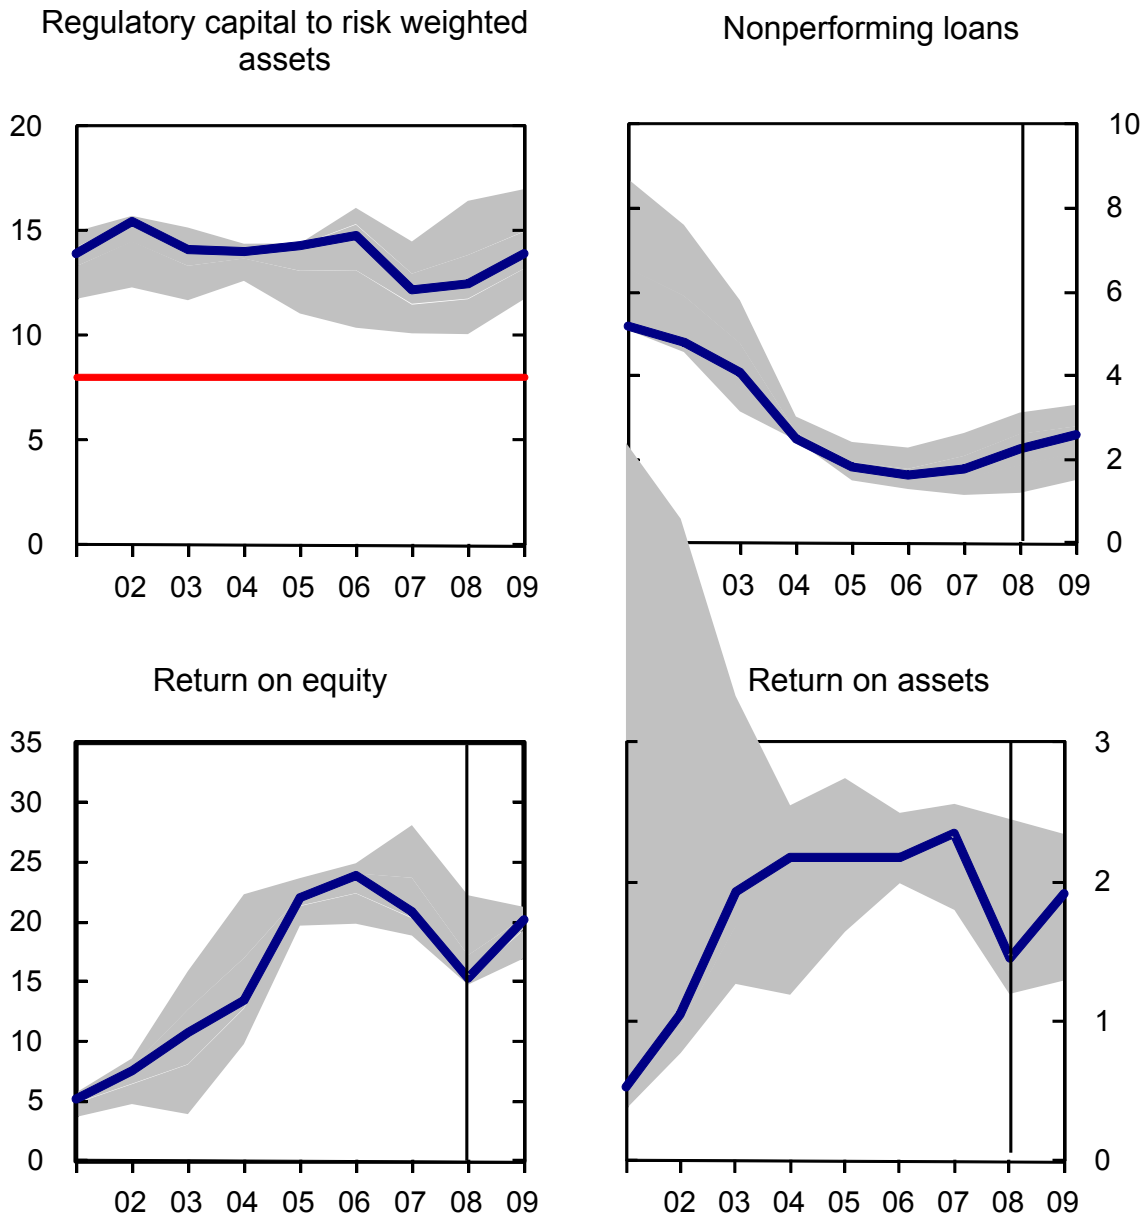 Regulatory capital to risk weighted
assets
20
15
10
5
0
02 03 04 05 06 07 08 09
Nonperforming loans
10
8
6
4
2
0
03 04 05 06 07 08 09
Return on equity
35
30
25
20
15
10
5
0
02 03 04 05 06 07 08 09
Return on assets
3
2
1
0
02 03 04 05 06 07 08 09